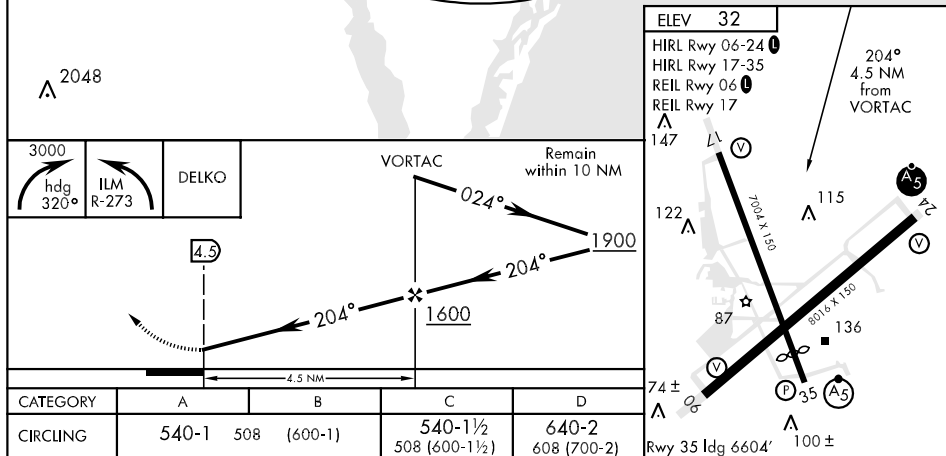 2048
3000
hdg
320°
ILM
R-273
DELKO
VORTAC
Remain
within 10 NM
024°
1900
204°
4.5
204°
1600
4.5 NM
CATEGORY A B C D
CIRCLING 540-1 508 (600-1) 540-1½ 640-2
508 (600-1½) 608 (700-2)
ELEV 32
HIRL Rwy 06-24 L
HIRL Rwy 17-35
REIL Rwy 06 L
REIL Rwy 17
204°
4.5 NM
from
VORTAC
147
17
V
A5
115
24
122
7004 X 150
V
87
8016 X 150
136
V
74 ±
06
P
35
A5
100 ±
Rwy 35 ldg 6604'